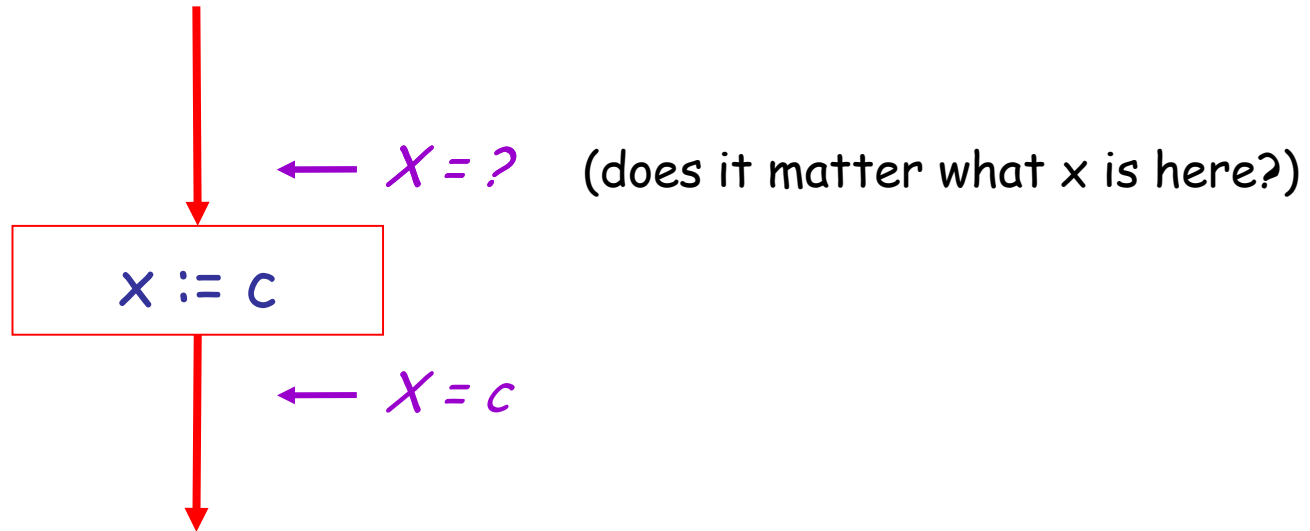 X = ? (does it matter what x is here?)
x := c
X = c